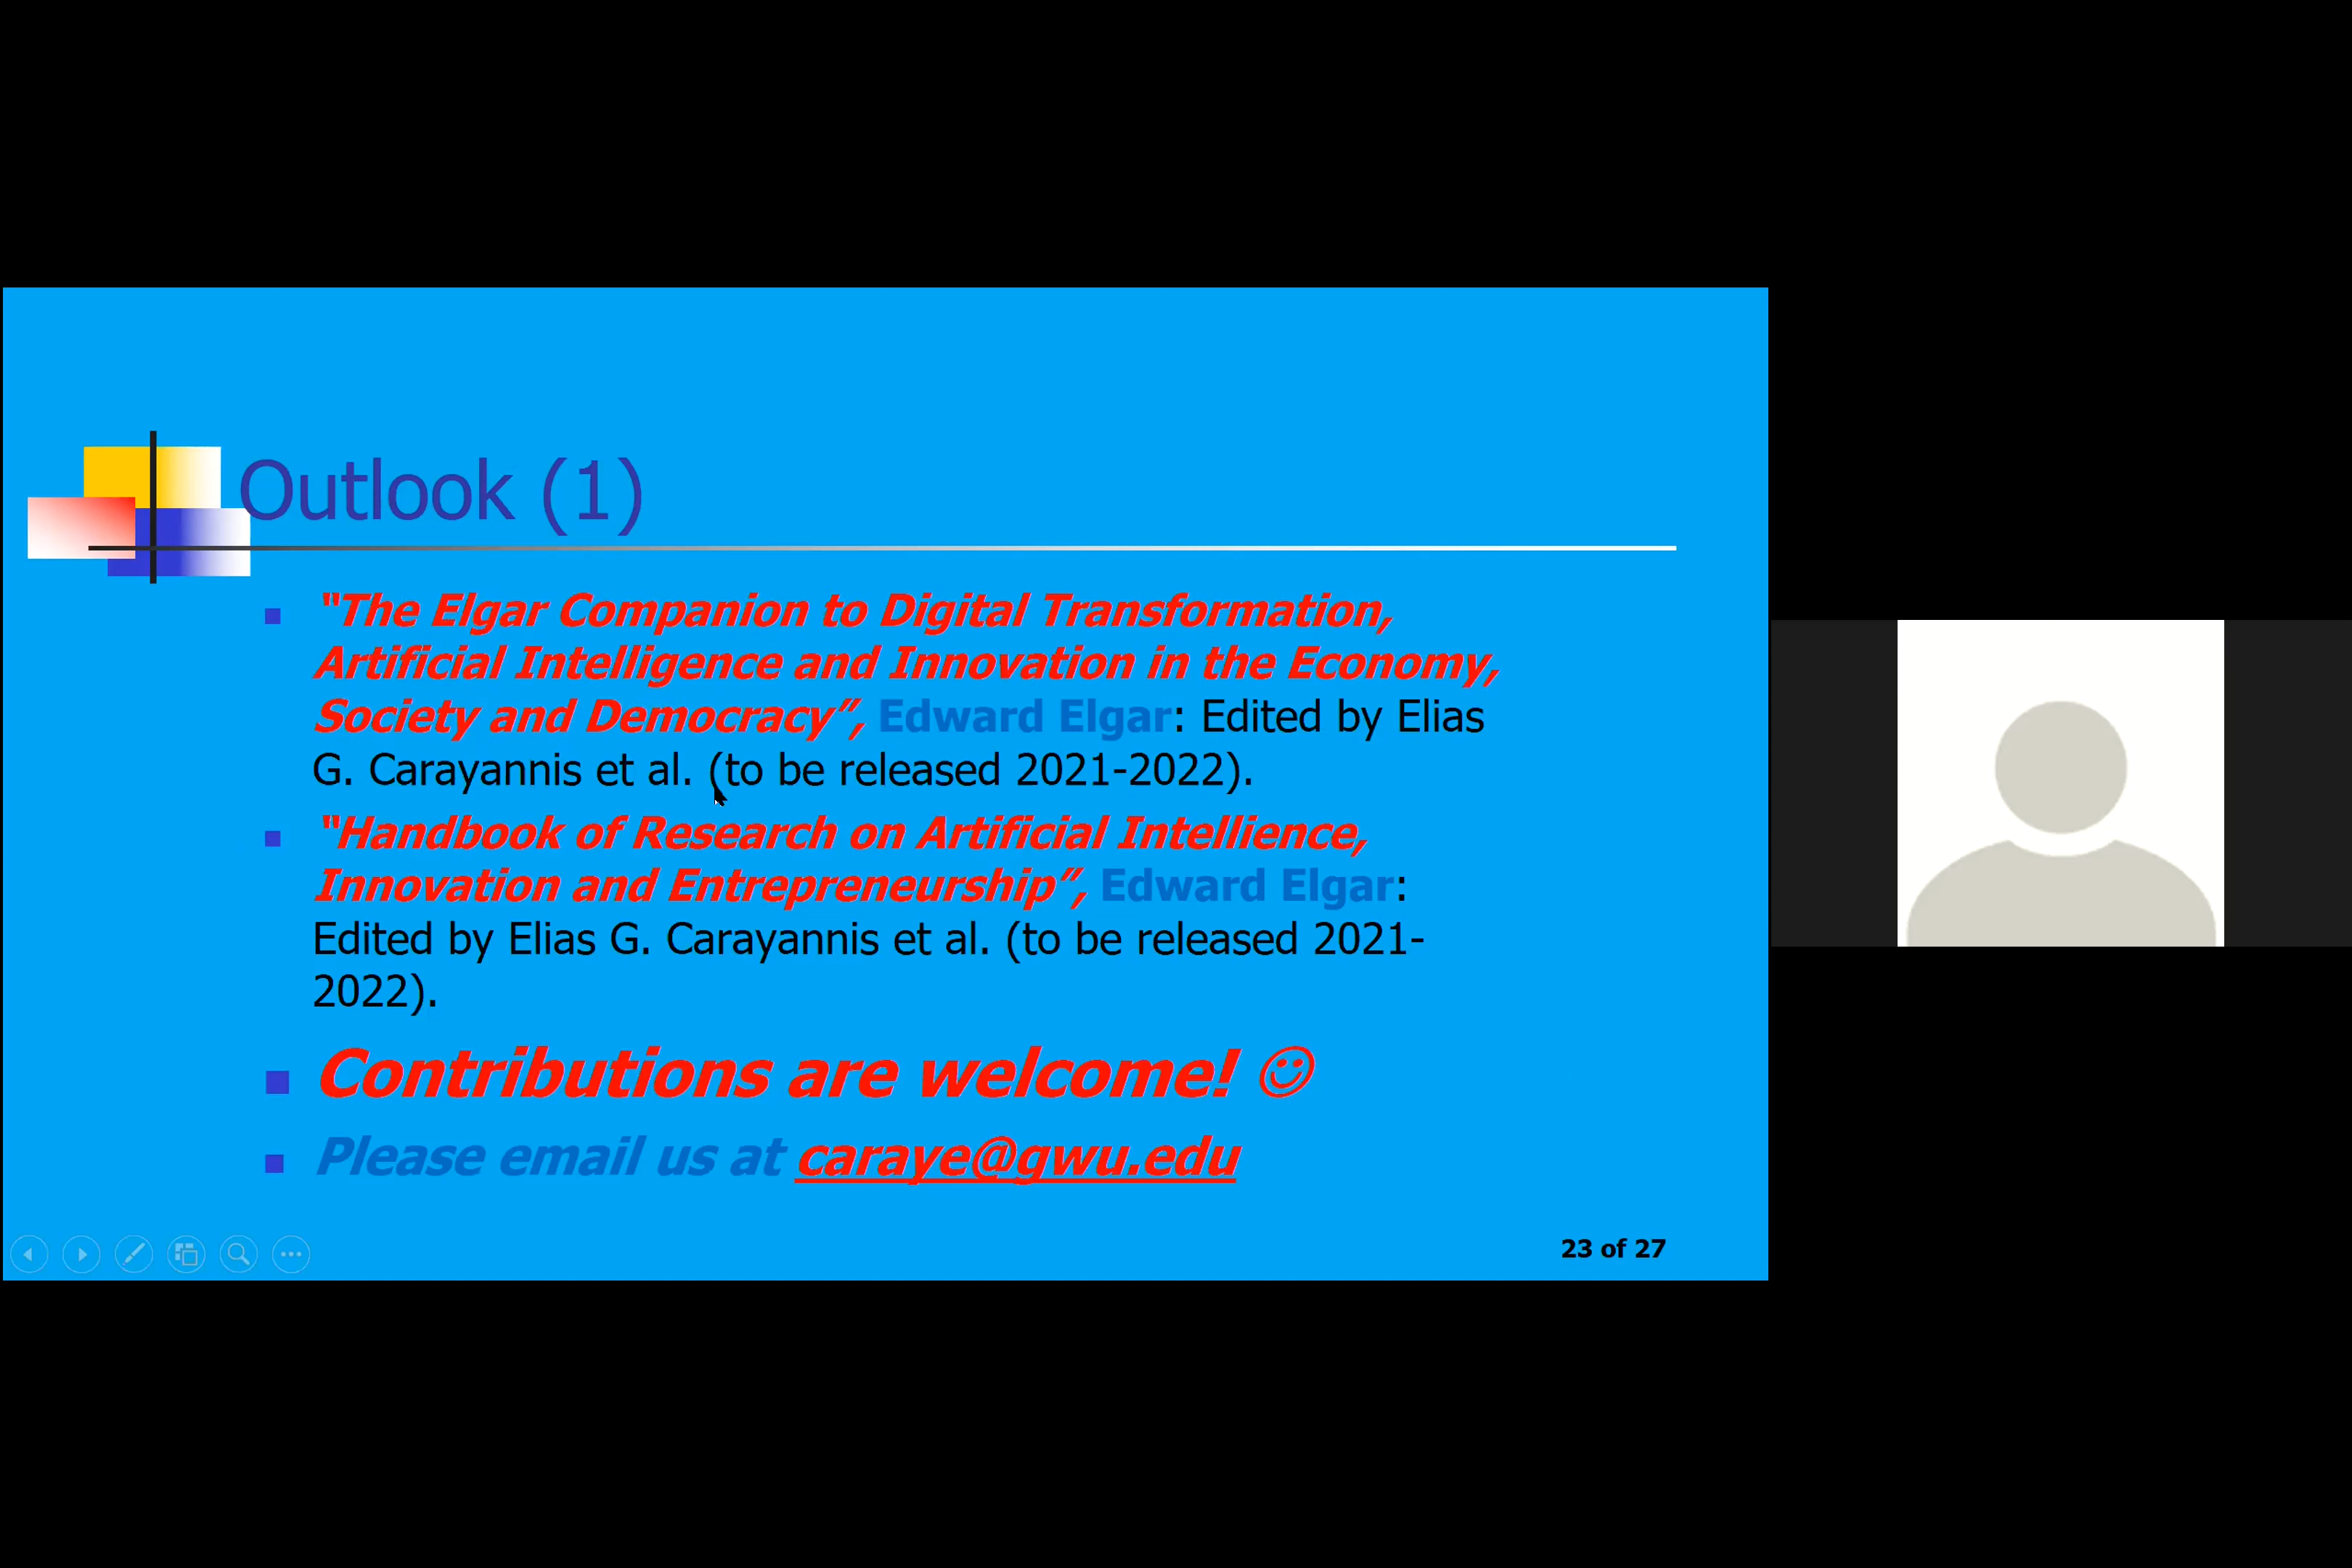 Outlook (1)
“The Elgar Companion to Digital Transformation,
Artificial Intelligence and Innovation in the Economy,
Society and Democracy”, Edward Elgar: Edited by Elias
G. Carayannis et al. (to be released 2021-2022).
“Handbook of Research on Artificial Intellience,
Innovation and Entrepreneurship”, Edward Elgar:
Edited by Elias G. Carayannis et al. (to be released 2021-
2022).
Contributions are welcome! ☺
Please email us at caraye@gwu.edu
23 of 27